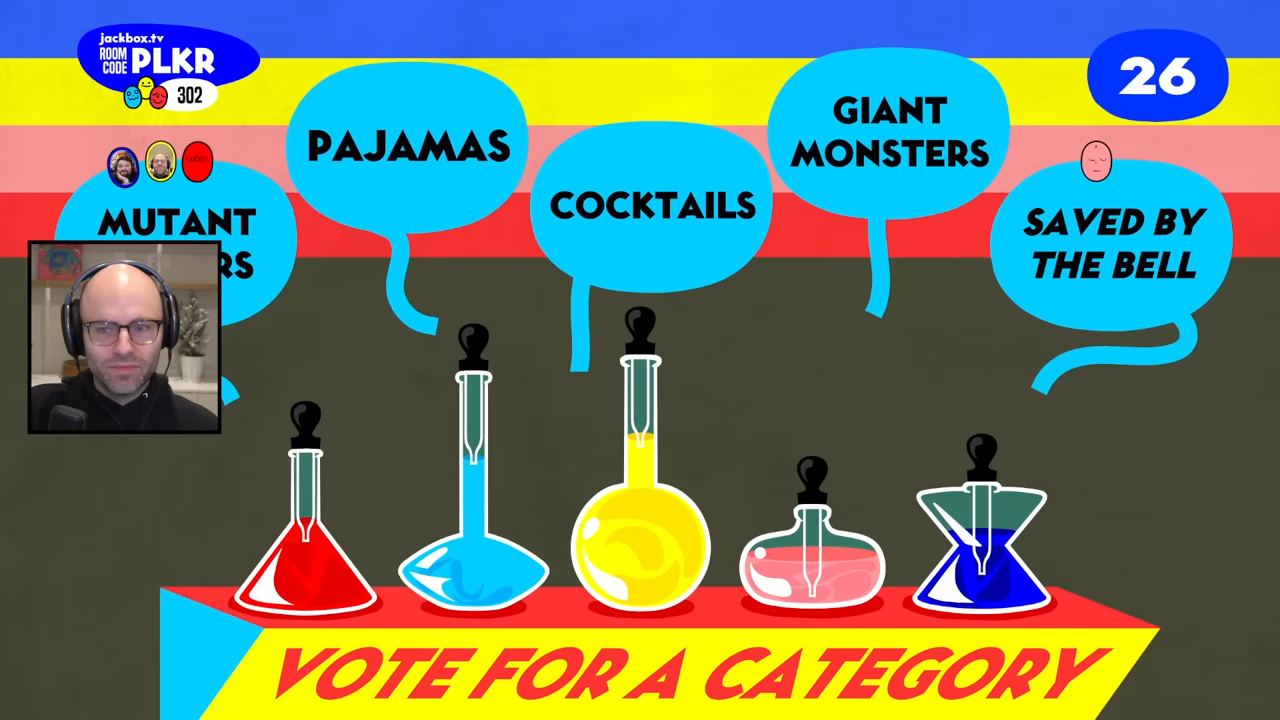 jackbox.tv
ROOM
CODE
PLKR
302
26
PAJAMAS
GIANT
MONSTERS
COCKTAILS
MUTANT
RS
SAVED BY
THE BELL
VOTE FOR A CATEGORY